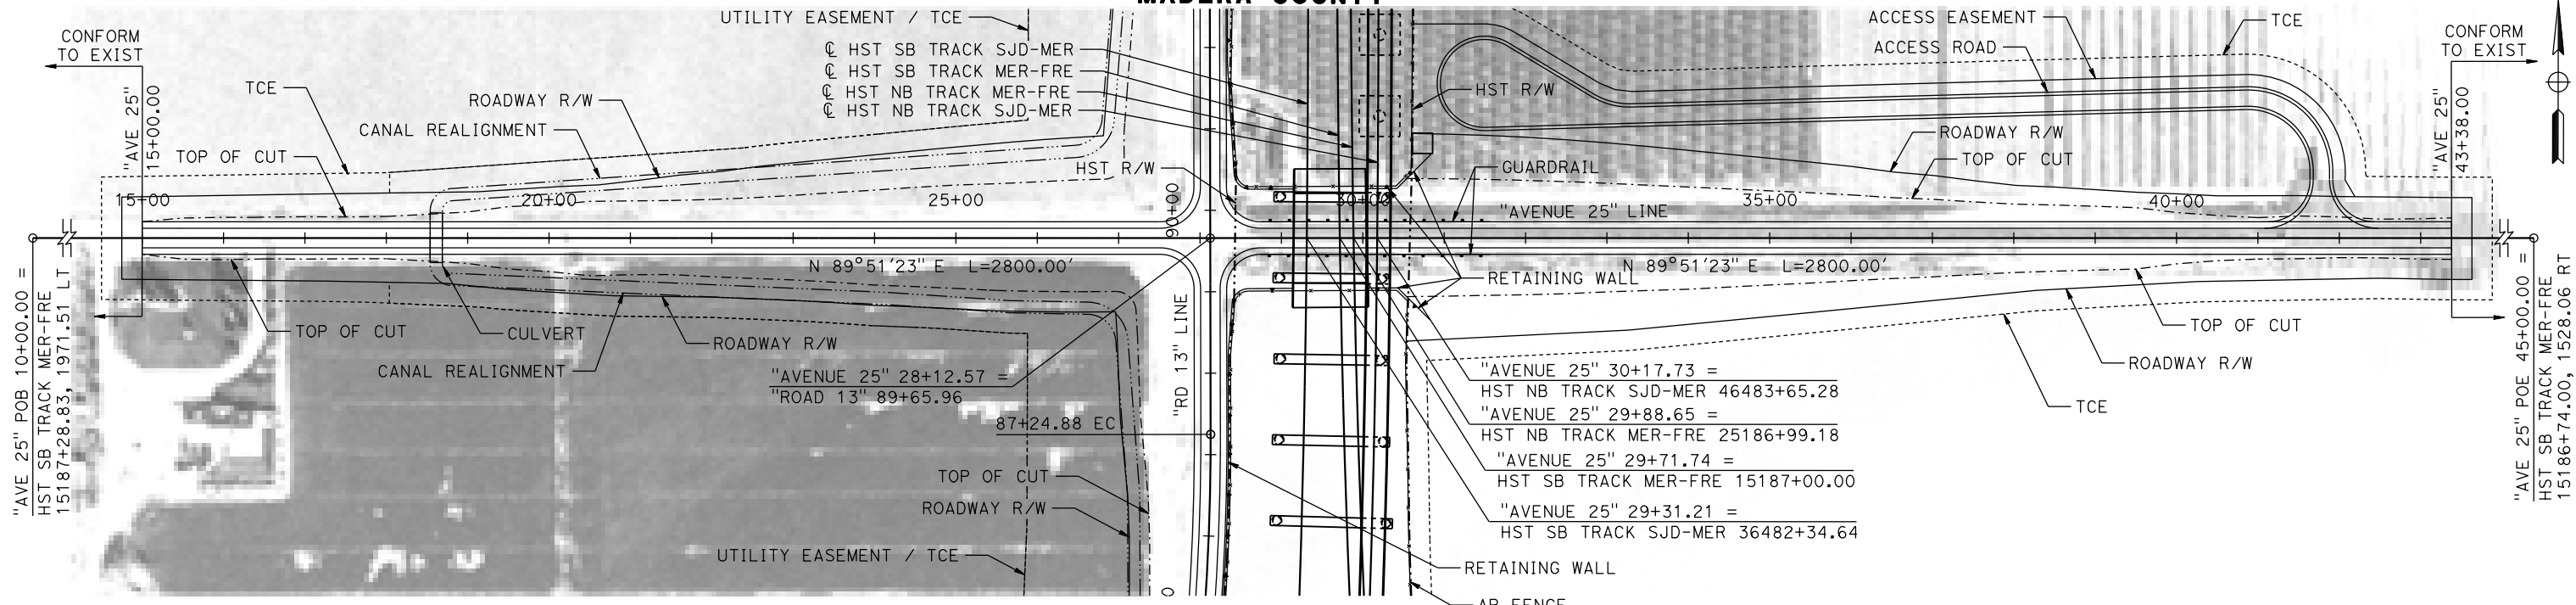 MADERA COUNTY
UTILITY EASEMENT / TCE
℄ HST SB TRACK SJD-MER
℄ HST SB TRACK MER-FRE
℄ HST NB TRACK MER-FRE
℄ HST NB TRACK SJD-MER
ACCESS EASEMENT
TCE
ACCESS ROAD
CONFORM
TO EXIST
CONFORM
TO EXIST
"AVE 25"
15+00.00
TCE
ROADWAY R/W
CANAL REALIGNMENT
TOP OF CUT
HST R/W
HST R/W
ROADWAY R/W
TOP OF CUT
GUARDRAIL
"AVE 25"
43+38.00
15+00
20+00
25+00
90+00
30+00
35+00
40+00
"AVENUE 25" LINE
N 89°51'23" E L=2800.00'
N 89°51'23" E L=2800.00'
RETAINING WALL
TOP OF CUT
CULVERT
ROADWAY R/W
CANAL REALIGNMENT
"RD 13" LINE
"AVENUE 25" 28+12.57 =
"ROAD 13" 89+65.96
87+24.88 EC
TOP OF CUT
ROADWAY R/W
TCE
"AVENUE 25" 30+17.73 =
HST NB TRACK SJD-MER 46483+65.28
"AVENUE 25" 29+88.65 =
HST NB TRACK MER-FRE 25186+99.18
"AVENUE 25" 29+71.74 =
HST SB TRACK MER-FRE 15187+00.00
"AVENUE 25" 29+31.21 =
HST SB TRACK SJD-MER 36482+34.64
TOP OF CUT
ROADWAY R/W
UTILITY EASEMENT / TCE
RETAINING WALL
AR FENCE
"AVE 25" POB 10+00.00 =
HST SB TRACK MER-FRE
15187+28.83, 1971.51 LT
"AVE 25" POE 45+00.00 =
HST SB TRACK MER-FRE
15186+74.00, 1528.06 RT